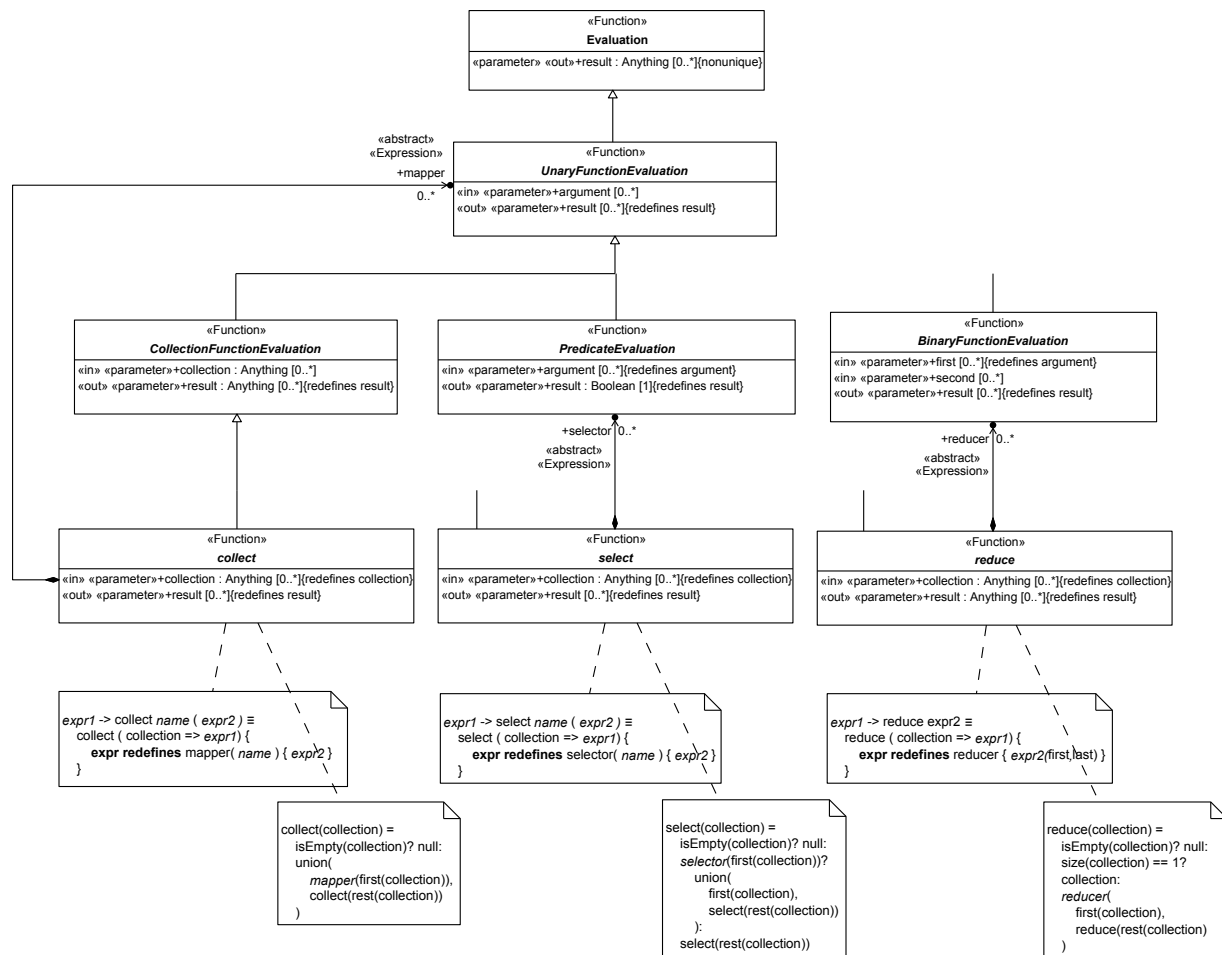 «Function»
Evaluation
«parameter» «out»+result : Anything [0..*]{nonunique}
«abstract»
«Expression»
+mapper
0..*
«Function»
UnaryFunctionEvaluation
«in» «parameter»+argument [0..*]
«out» «parameter»+result [0..*]{redefines result}
«Function»
CollectionFunctionEvaluation
«in» «parameter»+collection : Anything [0..*]
«out» «parameter»+result : Anything [0..*]{redefines result}
«Function»
PredicateEvaluation
«in» «parameter»+argument [0..*]{redefines argument}
«out» «parameter»+result : Boolean [1]{redefines result}
«Function»
BinaryFunctionEvaluation
«in» «parameter»+first [0..*]{redefines argument}
«in» «parameter»+second [0..*]
«out» «parameter»+result [0..*]{redefines result}
+selector 0..*
«abstract»
«Expression»
+reducer 0..*
«abstract»
«Expression»
«Function»
collect
«in» «parameter»+collection : Anything [0..*]{redefines collection}
«out» «parameter»+result [0..*]{redefines result}
«Function»
select
«in» «parameter»+collection : Anything [0..*]{redefines collection}
«out» «parameter»+result [0..*]{redefines result}
«Function»
reduce
«in» «parameter»+collection : Anything [0..*]{redefines collection}
«out» «parameter»+result : Anything [0..*]{redefines result}
expr1 -> collect name ( expr2 ) ≡
collect ( collection => expr1) {
expr redefines mapper( name ) { expr2 }
}
expr1 -> select name ( expr2 ) ≡
select ( collection => expr1) {
expr redefines selector( name ) { expr2 }
}
expr1 -> reduce expr2 ≡
reduce ( collection => expr1) {
expr redefines reducer { expr2(first,last) }
}
collect(collection) =
isEmpty(collection)? null:
union(
mapper(first(collection)),
collect(rest(collection))
)
select(collection) =
isEmpty(collection)? null:
selector(first(collection))?
union(
first(collection),
select(rest(collection))
):
select(rest(collection))
reduce(collection) =
isEmpty(collection)? null:
size(collection) == 1?
collection:
reducer(
first(collection),
reduce(rest(collection)
)